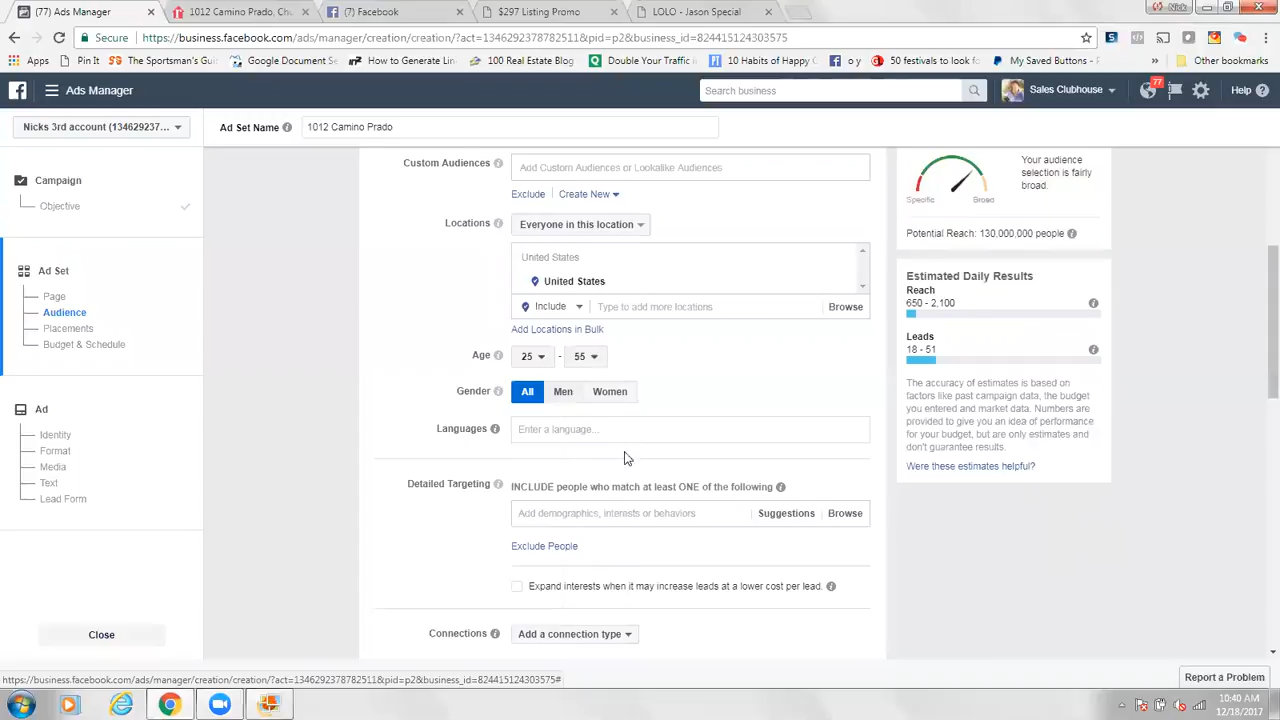 (77) Ads Manager
1012 Camino Prado, Chu
(7) Facebook
$297 Listing Promo
LOLO - Jason Special
Nick
Secure
https://business.facebook.com/ads/manager/creation/creation/?act=1346292378782511&pid=p2&business_id=824415124303575
Apps
Pin It
The Sportsman's Gu
Google Document Se
How to Generate Lin
100 Real Estate Blog
Double Your Traffic
10 Habits of Happy C
o y
50 festivals to look fo
My Saved Buttons - P
Other bookmarks
Ads Manager
Search business
Sales Clubhouse
77
Help
Nicks 3rd account (134629237...
Ad Set Name
1012 Camino Prado
Campaign
Objective
Ad Set
Page
Audience
Placements
Budget & Schedule
Ad
Identity
Format
Media
Text
Lead Form
Close
Custom Audiences
Add Custom Audiences or Lookalike Audiences
Exclude
Create New
Locations
Everyone in this location
United States
United States
Include
Type to add more locations
Browse
Add Locations in Bulk
Age
25
-
55
Gender
All
Men
Women
Languages
Enter a language...
Detailed Targeting
INCLUDE people who match at least ONE of the following
Add demographics, interests or behaviors
Suggestions
Browse
Exclude People
Expand interests when it may increase leads at a lower cost per lead.
Connections
Add a connection type
Specific
Broad
Your audience
selection is fairly
broad.
Potential Reach: 130,000,000 people
Estimated Daily Results
Reach
650 - 2,100
Leads
18 - 51
The accuracy of estimates is based on
factors like past campaign data, the budget
you entered and market data. Numbers are
provided to give you an idea of performance
for your budget, but are only estimates and
don't guarantee results.
Were these estimates helpful?
https://business.facebook.com/ads/manager/creation/creation/?act=1346292378782511&pid=p2&business_id=824415124303575#
Report a Problem
10:40 AM
12/18/2017